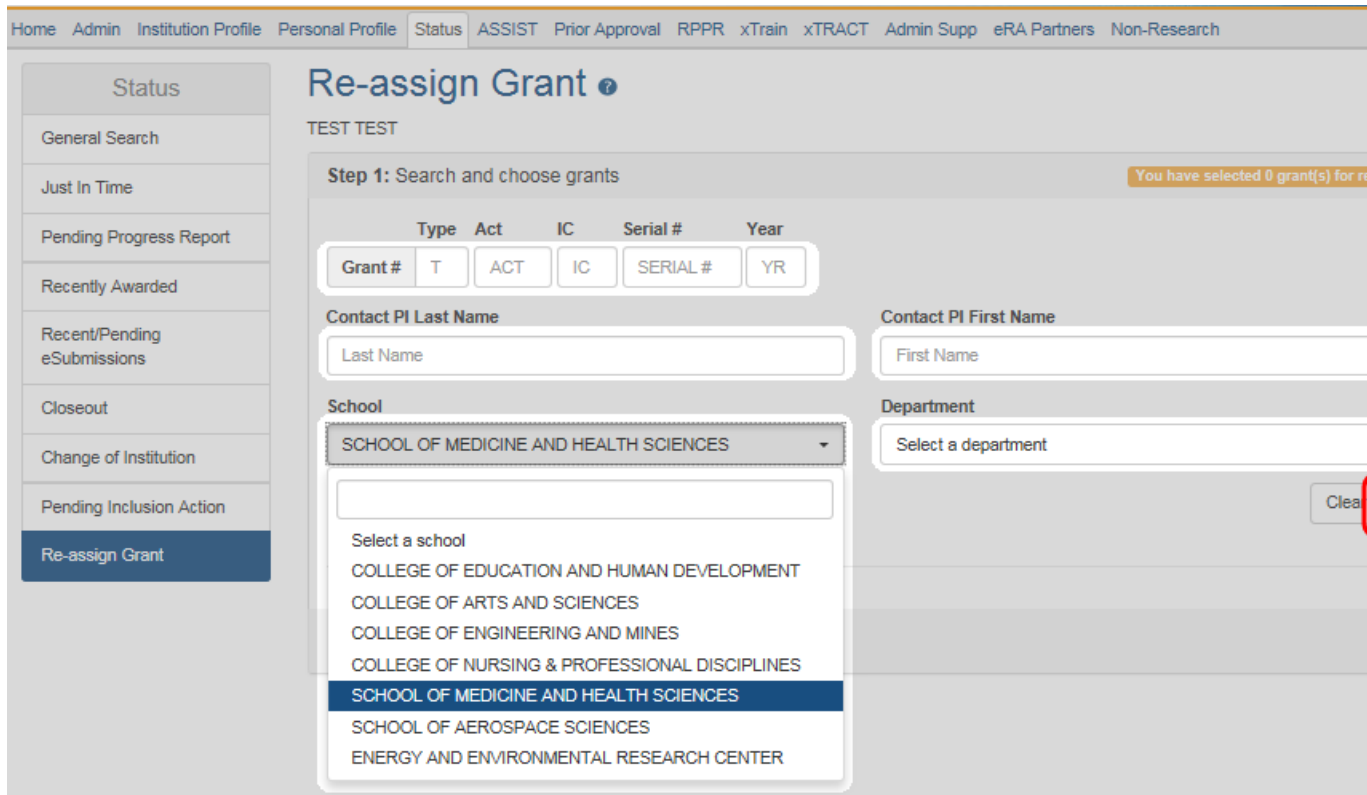 Home Admin Institution Profile Personal Profile Status ASSIST Prior Approval RPPR xTrain xTRACT Admin Supp eRA Partners Non-Research
Status
General Search
Just In Time
Pending Progress Report
Recently Awarded
Recent/Pending
eSubmissions
Closeout
Change of Institution
Pending Inclusion Action
Re-assign Grant
Re-assign Grant ?
TEST TEST
Step 1: Search and choose grants
You have selected 0 grant(s) for
Type Act IC Serial # Year
Grant # T ACT IC SERIAL # YR
Contact PI Last Name
Last Name
Contact PI First Name
First Name
School
SCHOOL OF MEDICINE AND HEALTH SCIENCES
Department
Select a department
Select a school
COLLEGE OF EDUCATION AND HUMAN DEVELOPMENT
COLLEGE OF ARTS AND SCIENCES
COLLEGE OF ENGINEERING AND MINES
COLLEGE OF NURSING & PROFESSIONAL DISCIPLINES
SCHOOL OF MEDICINE AND HEALTH SCIENCES
SCHOOL OF AEROSPACE SCIENCES
ENERGY AND ENVIRONMENTAL RESEARCH CENTER